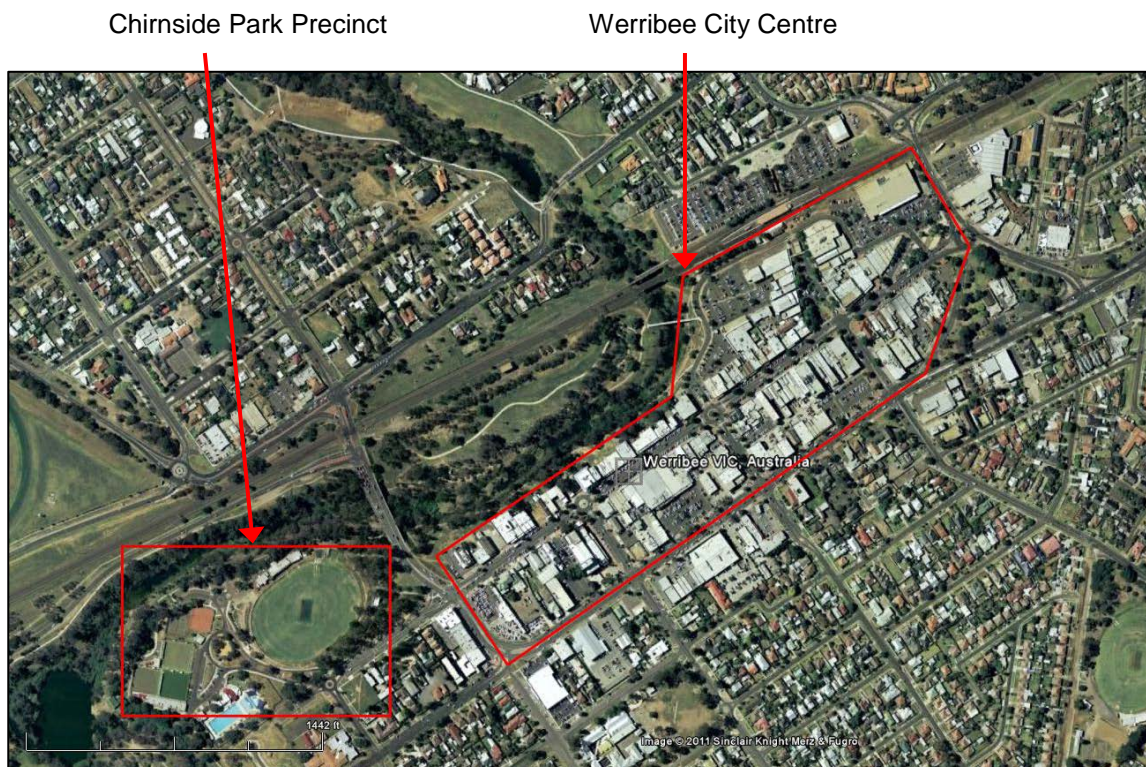 Chirnside Park Precinct
Werribee City Centre
Werribee VIC, Australia
1442 ft
Image © 2011 Sinclair Knight Merz & Fugro